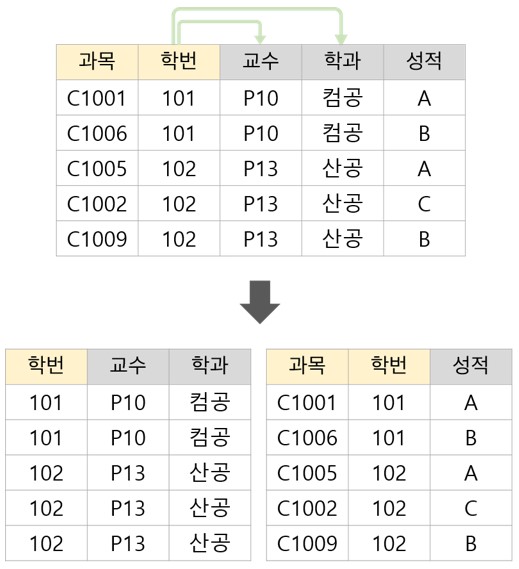 과목 학번 교수 학과 성적
C1001 101 P10 컴공 A
C1006 101 P10 컴공 B
C1005 102 P13 산공 A
C1002 102 P13 산공 C
C1009 102 P13 산공 B
학번 교수 학과
101 P10 컴공
101 P10 컴공
102 P13 산공
102 P13 산공
102 P13 산공
과목 학번 성적
C1001 101 A
C1006 101 B
C1005 102 A
C1002 102 C
C1009 102 B